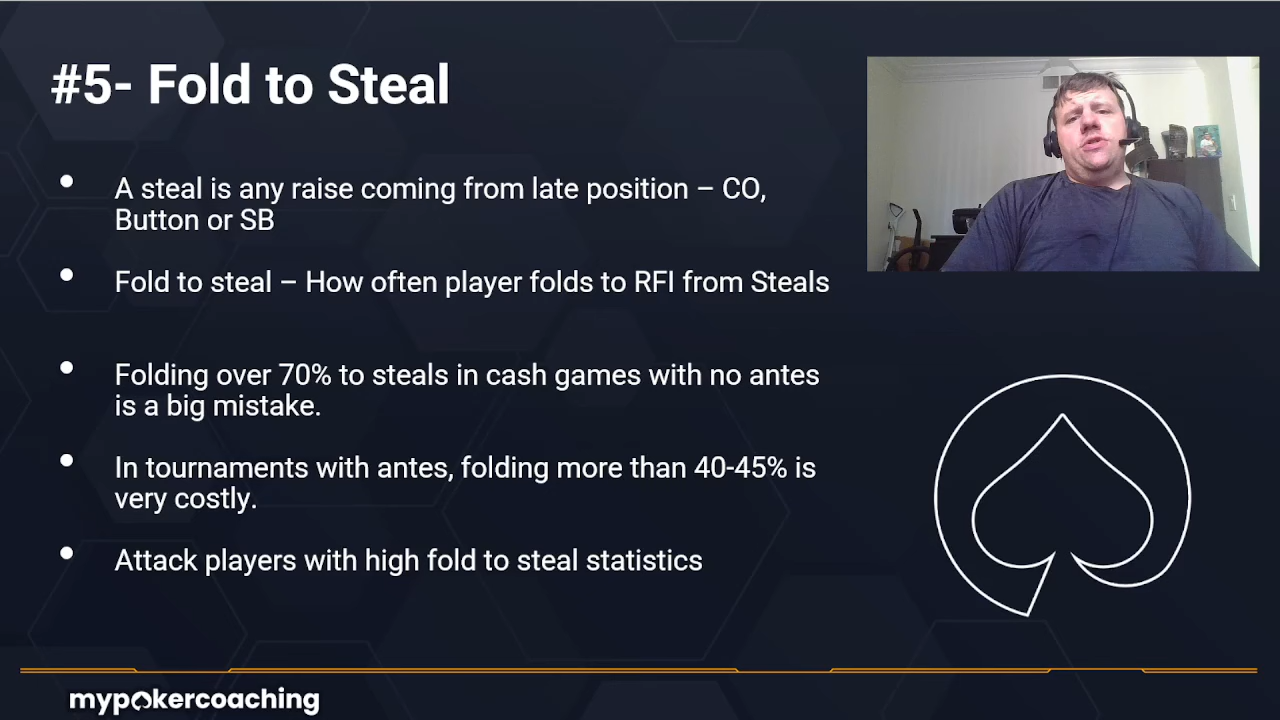 #5- Fold to Steal
A steal is any raise coming from late position – CO,
Button or SB
Fold to steal – How often player folds to RFI from Steals
Folding over 70% to steals in cash games with no antes
is a big mistake.
In tournaments with antes, folding more than 40-45% is
very costly.
Attack players with high fold to steal statistics
mypokercoaching